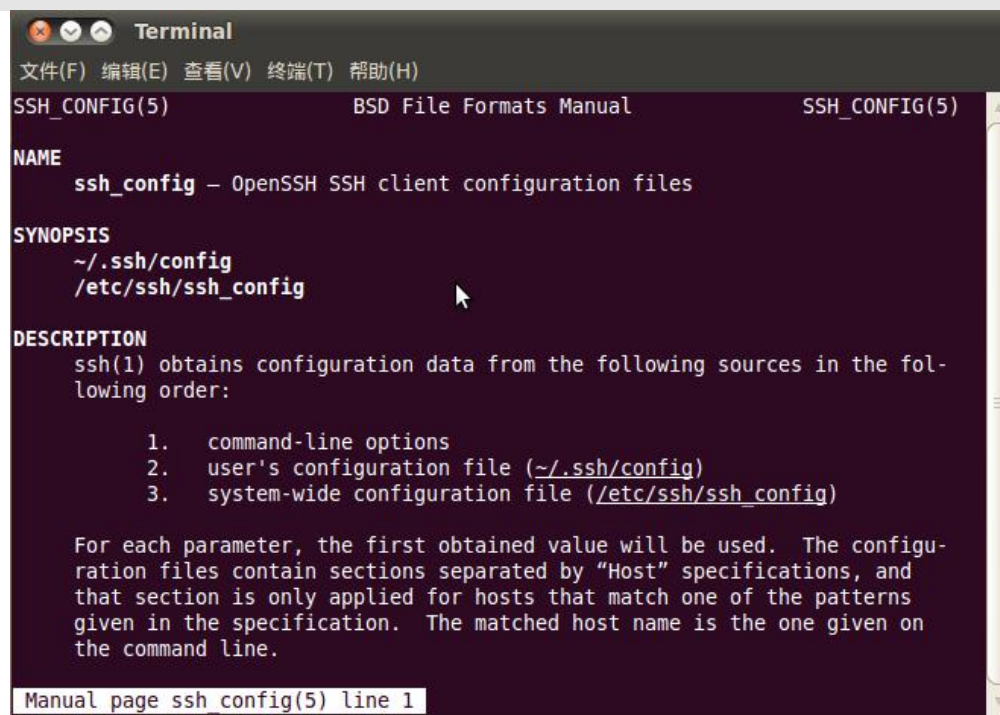 Terminal
文件(F) 编辑(E) 查看(V) 终端(T) 帮助(H)
SSH_CONFIG(5) BSD File Formats Manual SSH_CONFIG(5)
NAME
ssh_config — OpenSSH SSH client configuration files
SYNOPSIS
~/.ssh/config
/etc/ssh/ssh_config
DESCRIPTION
ssh(1) obtains configuration data from the following sources in the fol-
lowing order:
1. command-line options
2. user's configuration file (~/.ssh/config)
3. system-wide configuration file (/etc/ssh/ssh_config)
For each parameter, the first obtained value will be used. The configu-
ration files contain sections separated by “Host” specifications, and
that section is only applied for hosts that match one of the patterns
given in the specification. The matched host name is the one given on
the command line.
Manual page ssh_config(5) line 1